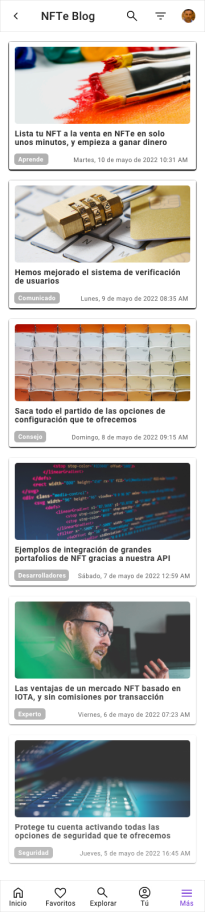 NFTe Blog
Lista tu NFT a la venta en NFTe en solo
unos minutos, y empieza a ganar dinero
Aprende Martes, 10 de mayo de 2022 10:31 AM
Hemos mejorado el sistema de verificación
de usuarios
Comunicado Lunes, 9 de mayo de 2022 08:35 AM
Saca todo el partido de las opciones de
configuración que te ofrecemos
Consejo Domingo, 8 de mayo de 2022 09:15 AM
Ejemplos de integración de grandes
portafolios de NFT gracias a nuestra API
Desarrolladores Sábado, 7 de mayo de 2022 12:59 AM
Las ventajas de un mercado NFT basado en
IOTA, y sin comisiones por transacción
Experto Viernes, 6 de mayo de 2022 07:23 AM
Protege tu cuenta activando todas las
opciones de seguridad que te ofrecemos
Seguridad Jueves, 5 de mayo de 2022 16:45 AM
Inicio Favoritos Explorar Tú Más